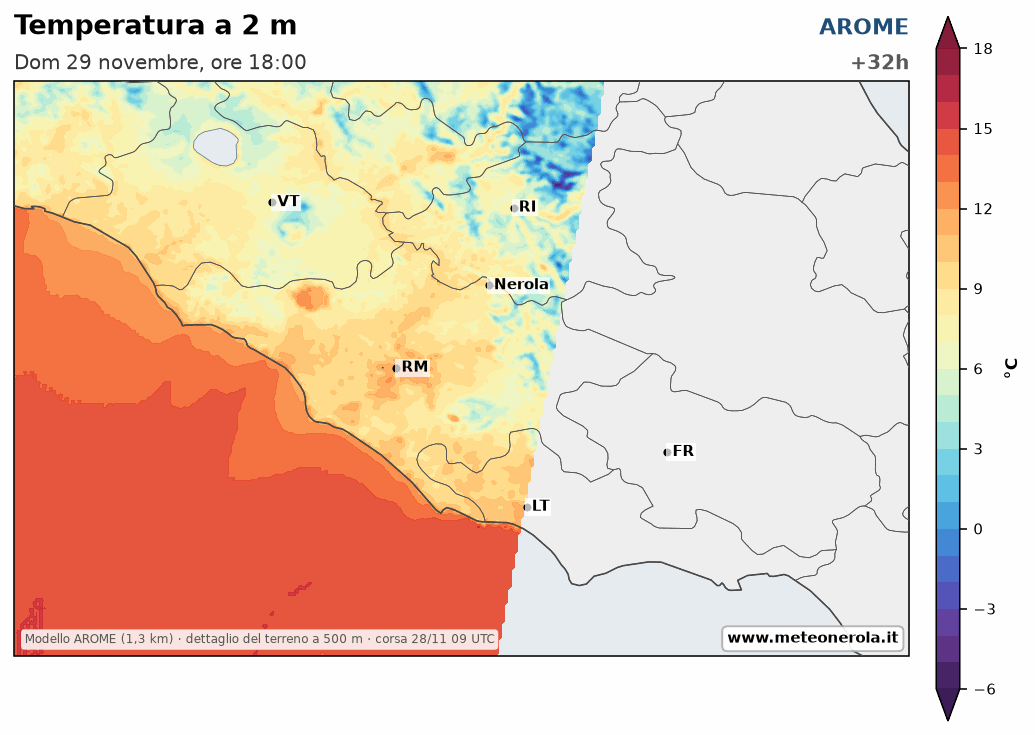 Temperatura a 2 m
AROME
Dom 29 novembre, ore 18:00
+32h
VT
RI
Nerola
RM
FR
LT
18
15
12
9
6
3
0
−3
−6
°C
Modello AROME (1,3 km) · dettaglio del terreno a 500 m · corsa 28/11 09 UTC
www.meteonerola.it